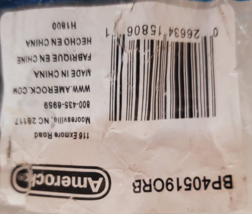 BP40519ORB
Amerock
116 Exmore Road
Mooresville, NC 28117
800-435-6959
WWW.AMEROCK.COM
MADE IN CHINA
FABRIQUE EN CHINE
HECHO EN CHINA
H1800
0 26634 15806 1